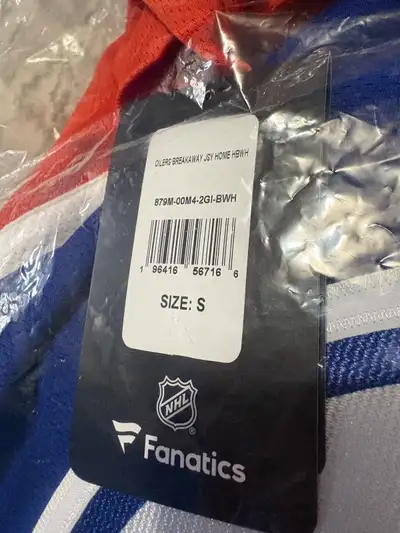 OILERS BREAKAWAY JSY HOME HBWH
879M-00M4-2GI-BWH
1 96416 56716 6
SIZE: S
NHL
Fanatics